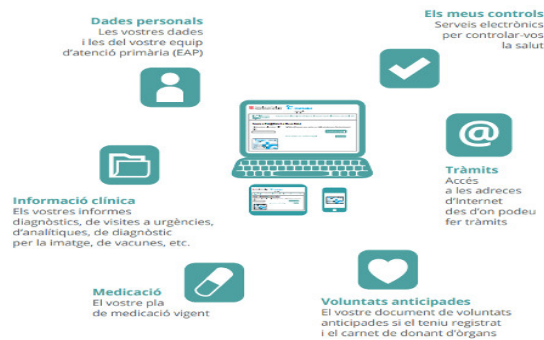 Dades personals
Les vostres dades
i les del vostre equip
d'atenció primària (EAP)
Els meus controls
Serveis electrònics
per controlar-vos
la salut
@
Tràmits
Accés
a les adreces
d'Internet
des d'on podeu
fer tràmits
Informació clínica
Els vostres informes
diagnòstics, de visites a urgències,
d'analítiques, de diagnòstic
per la imatge, de vacunes, etc.
Medicació
El vostre pla
de medicació vigent
Voluntats anticipades
El vostre document de voluntats
anticipades si el teniu registrat
i el carnet de donant d'òrgans